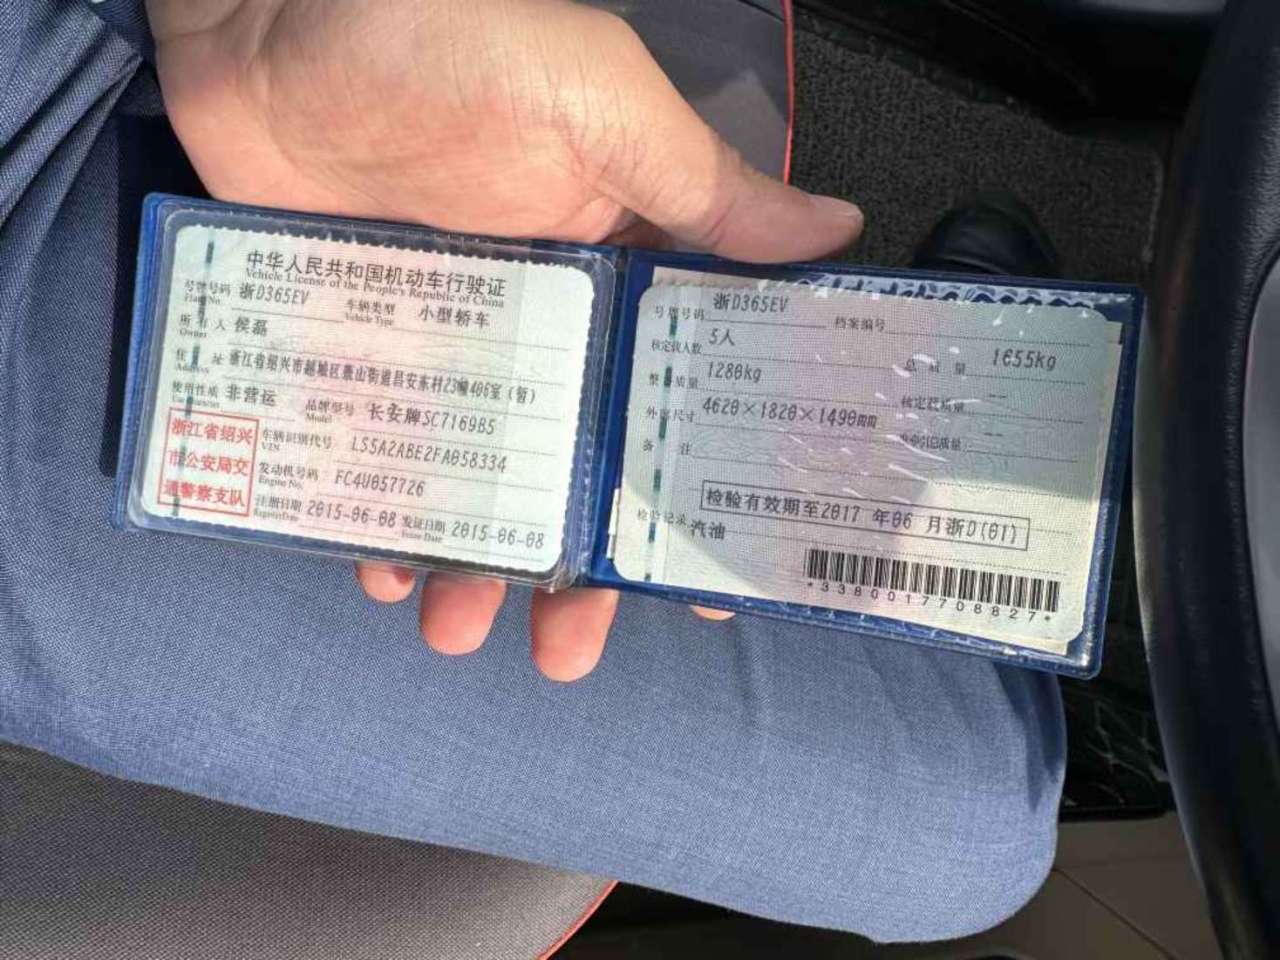 中华人民共和国机动车行驶证
Vehicle License of the People's Republic of China
号牌号码 浙D365EV 车辆类型 小型轿车
Plate No. Vehicle Type
所有人 侯磊
Owner
住址 浙江省绍兴市越城区蕺山街道昌安东村23幢406室(暂)
Address
使用性质 非营运 品牌型号 长安牌SC7169B5
Use Character Model
浙江省绍兴
市公安局交
通警察支队
车辆识别代号 LS5A2ABE2FA058334
VIN
发动机号码 FC4U057726
Engine No.
注册日期 2015-06-08 发证日期 2015-06-08
Register Date Issue Date
号牌号码 浙D365EV 档案编号
核定载人数 5人 总质量 1655kg
整备质量 1280kg 核定载质量 --
外廓尺寸 4620×1820×1490mm 准牵引总质量 --
备注
检验有效期至2017 年06 月浙D(01)
检验记录 汽油
*3380017708827*